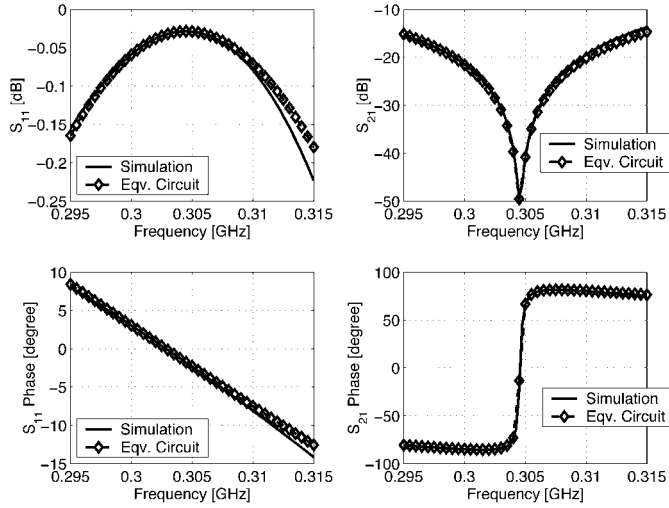 0
−0.05
−0.1
−0.15
−0.2
−0.25
S11 [dB]
Simulation
Eqv. Circuit
0.295 0.3 0.305 0.31 0.315
Frequency [GHz]
−10
−20
−30
−40
−50
S21 [dB]
Simulation
Eqv. Circuit
0.295 0.3 0.305 0.31 0.315
Frequency [GHz]
10
5
0
−5
−10
−15
S11 Phase [degree]
Simulation
Eqv. Circuit
0.295 0.3 0.305 0.31 0.315
Frequency [GHz]
100
50
0
−50
−100
S21 Phase [degree]
Simulation
Eqv. Circuit
0.295 0.3 0.305 0.31 0.315
Frequency [GHz]